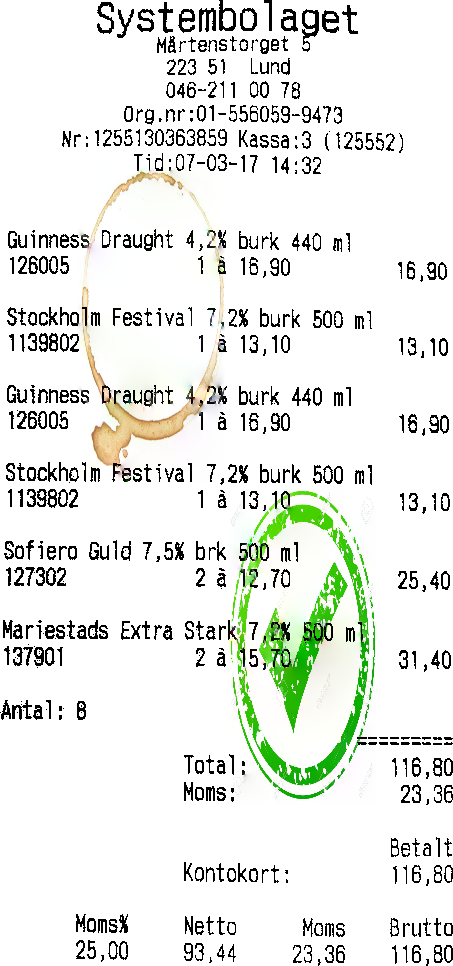 Systembolaget
Mårtenstorget 5
223 51 Lund
046-211 00 78
Org.nr:01-556059-9473
Nr:1255130363859 Kassa:3 (125552)
Tid:07-03-17 14:32
Guinness Draught 4,2% burk 440 ml
126005 1 à 16,90 16,90
Stockholm Festival 7,2% burk 500 ml
1139802 1 à 13,10 13,10
Guinness Draught 4,2% burk 440 ml
126005 1 à 16,90 16,90
Stockholm Festival 7,2% burk 500 ml
1139802 1 à 13,10 13,10
Sofiero Guld 7,5% brk 500 ml
127302 2 à 12,70 25,40
Mariestads Extra Stark 7,2% 500 ml
137901 2 à 15,70 31,40
Antal: 8
=========
Total: 116,80
Moms: 23,36
Betalt
Kontokort: 116,80
Moms% Netto Moms Brutto
25,00 93,44 23,36 116,80